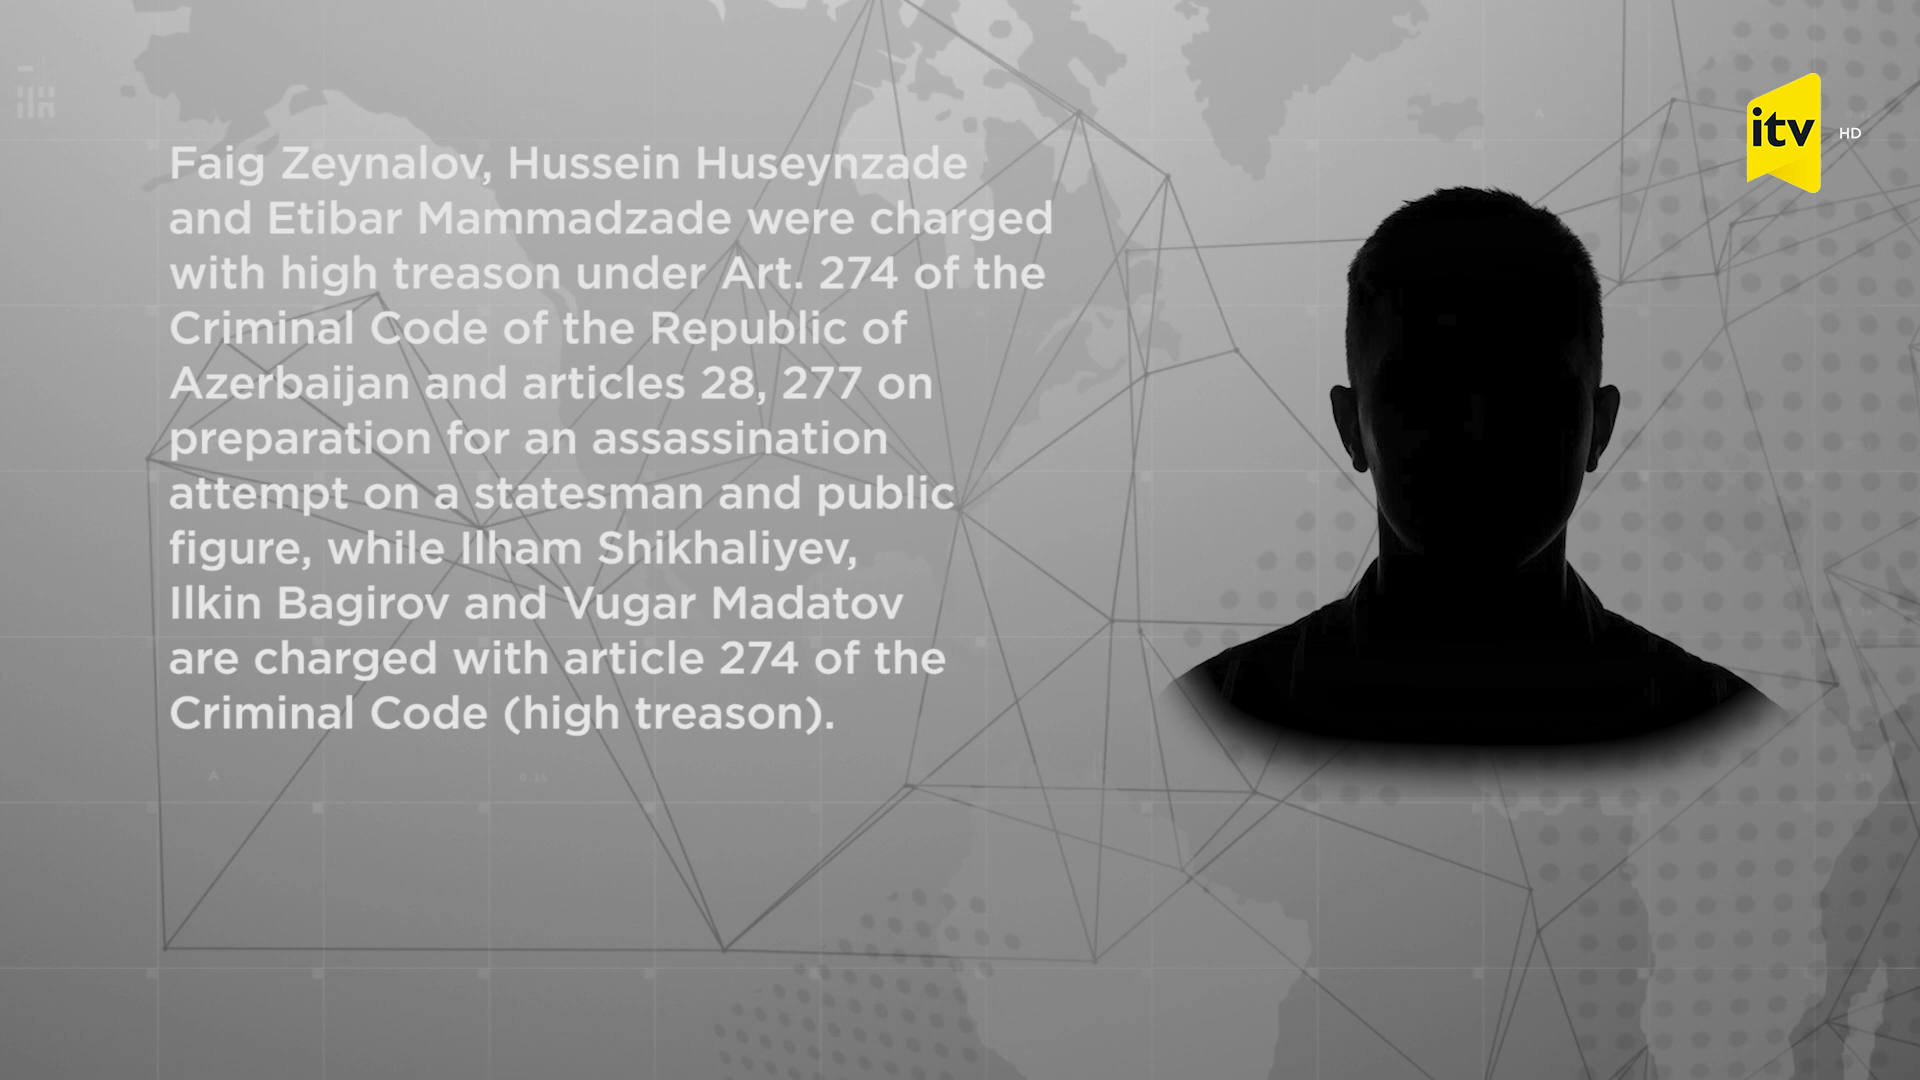 itv HD
Faig Zeynalov, Hussein Huseynzade
and Etibar Mammadzade were charged
with high treason under Art. 274 of the
Criminal Code of the Republic of
Azerbaijan and articles 28, 277 on
preparation for an assassination
attempt on a statesman and public
figure, while Ilham Shikhaliyev,
Ilkin Bagirov and Vugar Madatov
are charged with article 274 of the
Criminal Code (high treason).